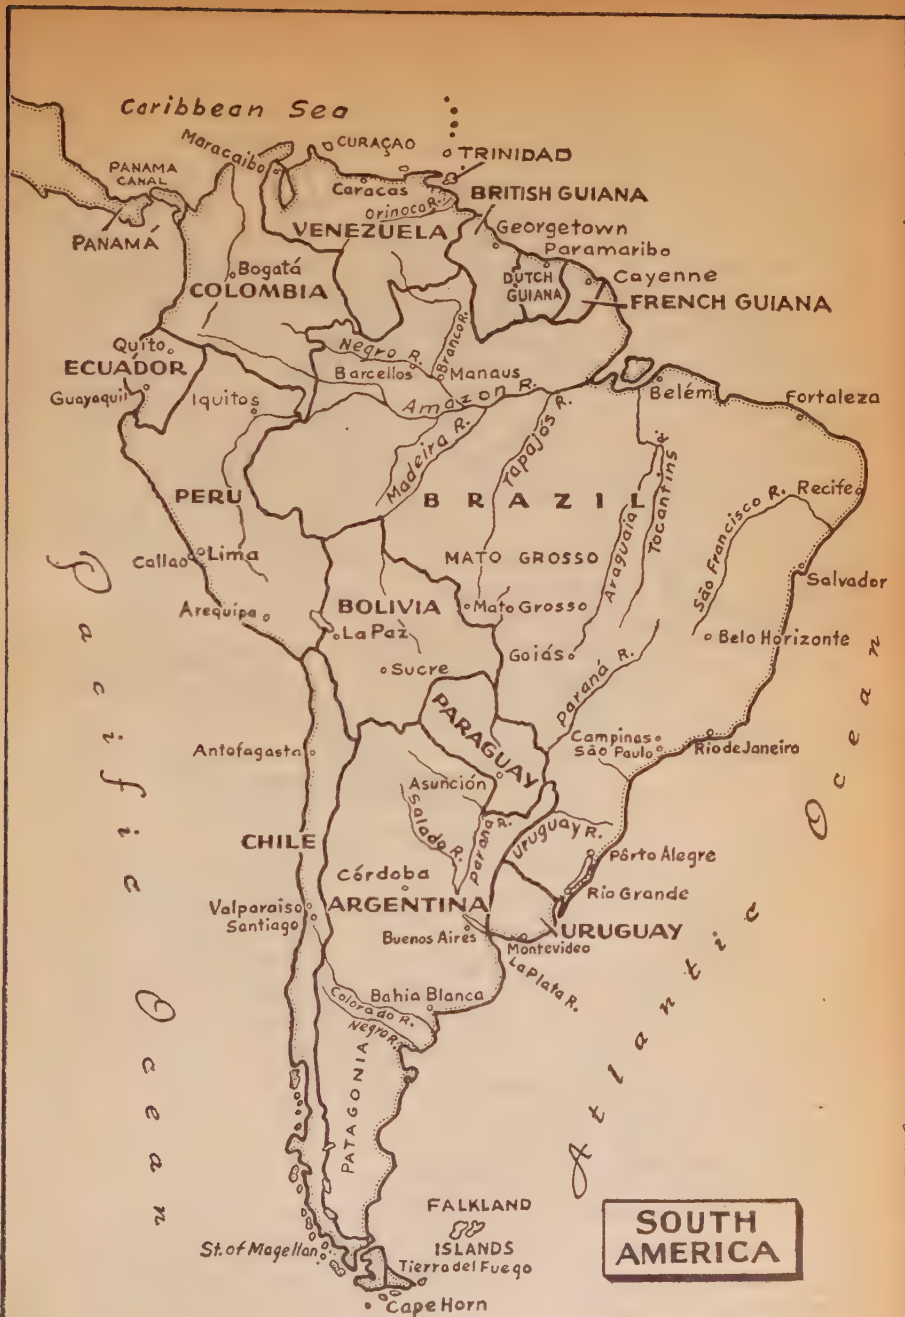 Caribbean Sea
Maracaibo
CURAÇAO
TRINIDAD
PANAMA
CANAL
Caracas
BRITISH GUIANA
Orinoco R.
PANAMÁ
VENEZUELA
Georgetown
Paramaribo
Bogatá
COLOMBIA
DUTCH
GUIANA
Cayenne
FRENCH GUIANA
Quito
ECUÁDOR
Guayaquil
Negro R.
Branco R.
Barcellos
Manaus
Iquitos
Amazon R.
Belém
Fortaleza
Madeira R.
Tapajós R.
PERU
BRAZIL
Araguaia
Tocantins R.
São Francisco R.
Recife
Callao
Lima
MATO GROSSO
Salvador
Arequipa
BOLIVIA
Mato Grosso
La Paz
Goiás
Belo Horizonte
Sucre
Paraná R.
PARAGUAY
Antofagasta
Campinas
São Paulo
Rio de Janeiro
Asunción
Salado R.
Paraná R.
Uruguay R.
CHILE
Pôrto Alegre
Córdoba
Rio Grande
Valparaiso
Santiago
ARGENTINA
Buenos Aires
Montevideo
URUGUAY
La Plata R.
Bahia Blanca
Colorado R.
Negro R.
PATAGONIA
Pacific Ocean
Atlantic Ocean
FALKLAND
ISLANDS
St. of Magellan
Tierra del Fuego
Cape Horn
SOUTH
AMERICA